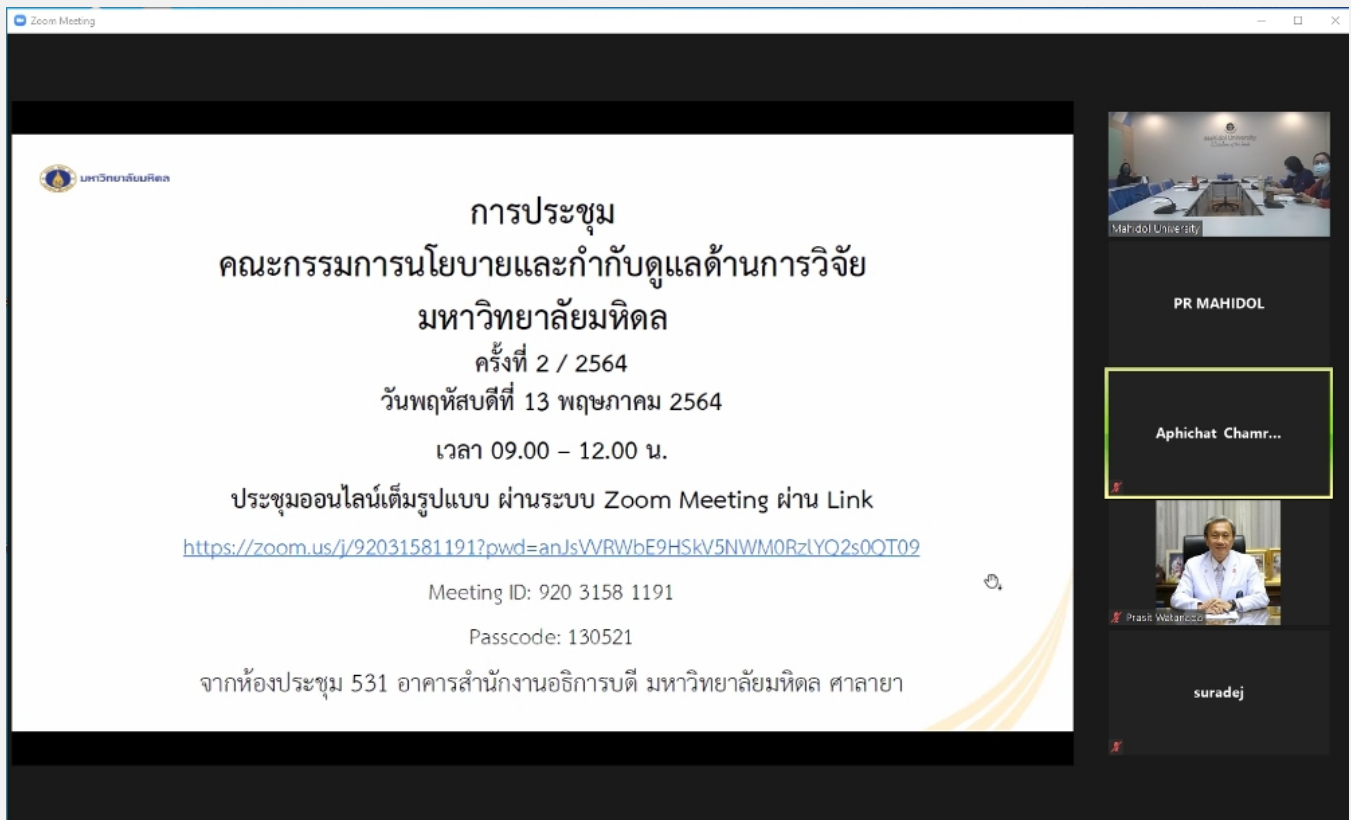 Zoom Meeting
มหาวิทยาลัยมหิดล
การประชุม
คณะกรรมการนโยบายและกำกับดูแลด้านการวิจัย
มหาวิทยาลัยมหิดล
ครั้งที่ 2 / 2564
วันพฤหัสบดีที่ 13 พฤษภาคม 2564
เวลา 09.00 – 12.00 น.
ประชุมออนไลน์เต็มรูปแบบ ผ่านระบบ Zoom Meeting ผ่าน Link
https://zoom.us/j/92031581191?pwd=anJsVVRWbE9HSkV5NWM0RzlYQ2s0QT09
Meeting ID: 920 3158 1191
Passcode: 130521
จากห้องประชุม 531 อาคารสำนักงานอธิการบดี มหาวิทยาลัยมหิดล ศาลายา
Mahidol University
Mahidol University
PR MAHIDOL
Aphichat Chamr...
Prasit
suradej